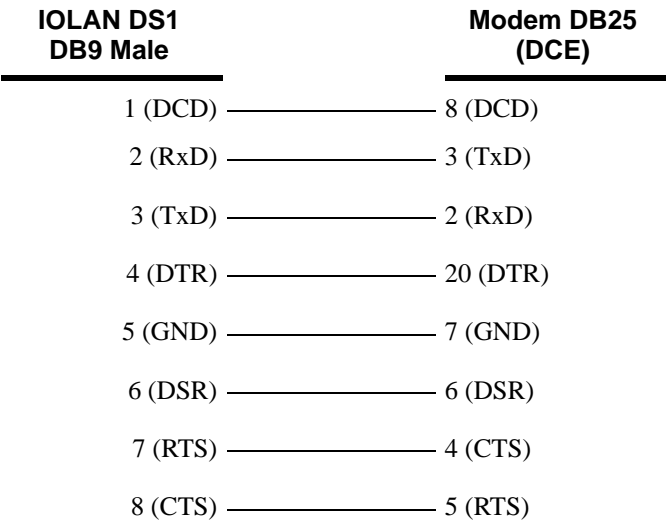 IOLAN DS1
DB9 Male
Modem DB25
(DCE)
1 (DCD) 8 (DCD)
2 (RxD) 3 (TxD)
3 (TxD) 2 (RxD)
4 (DTR) 20 (DTR)
5 (GND) 7 (GND)
6 (DSR) 6 (DSR)
7 (RTS) 4 (CTS)
8 (CTS) 5 (RTS)